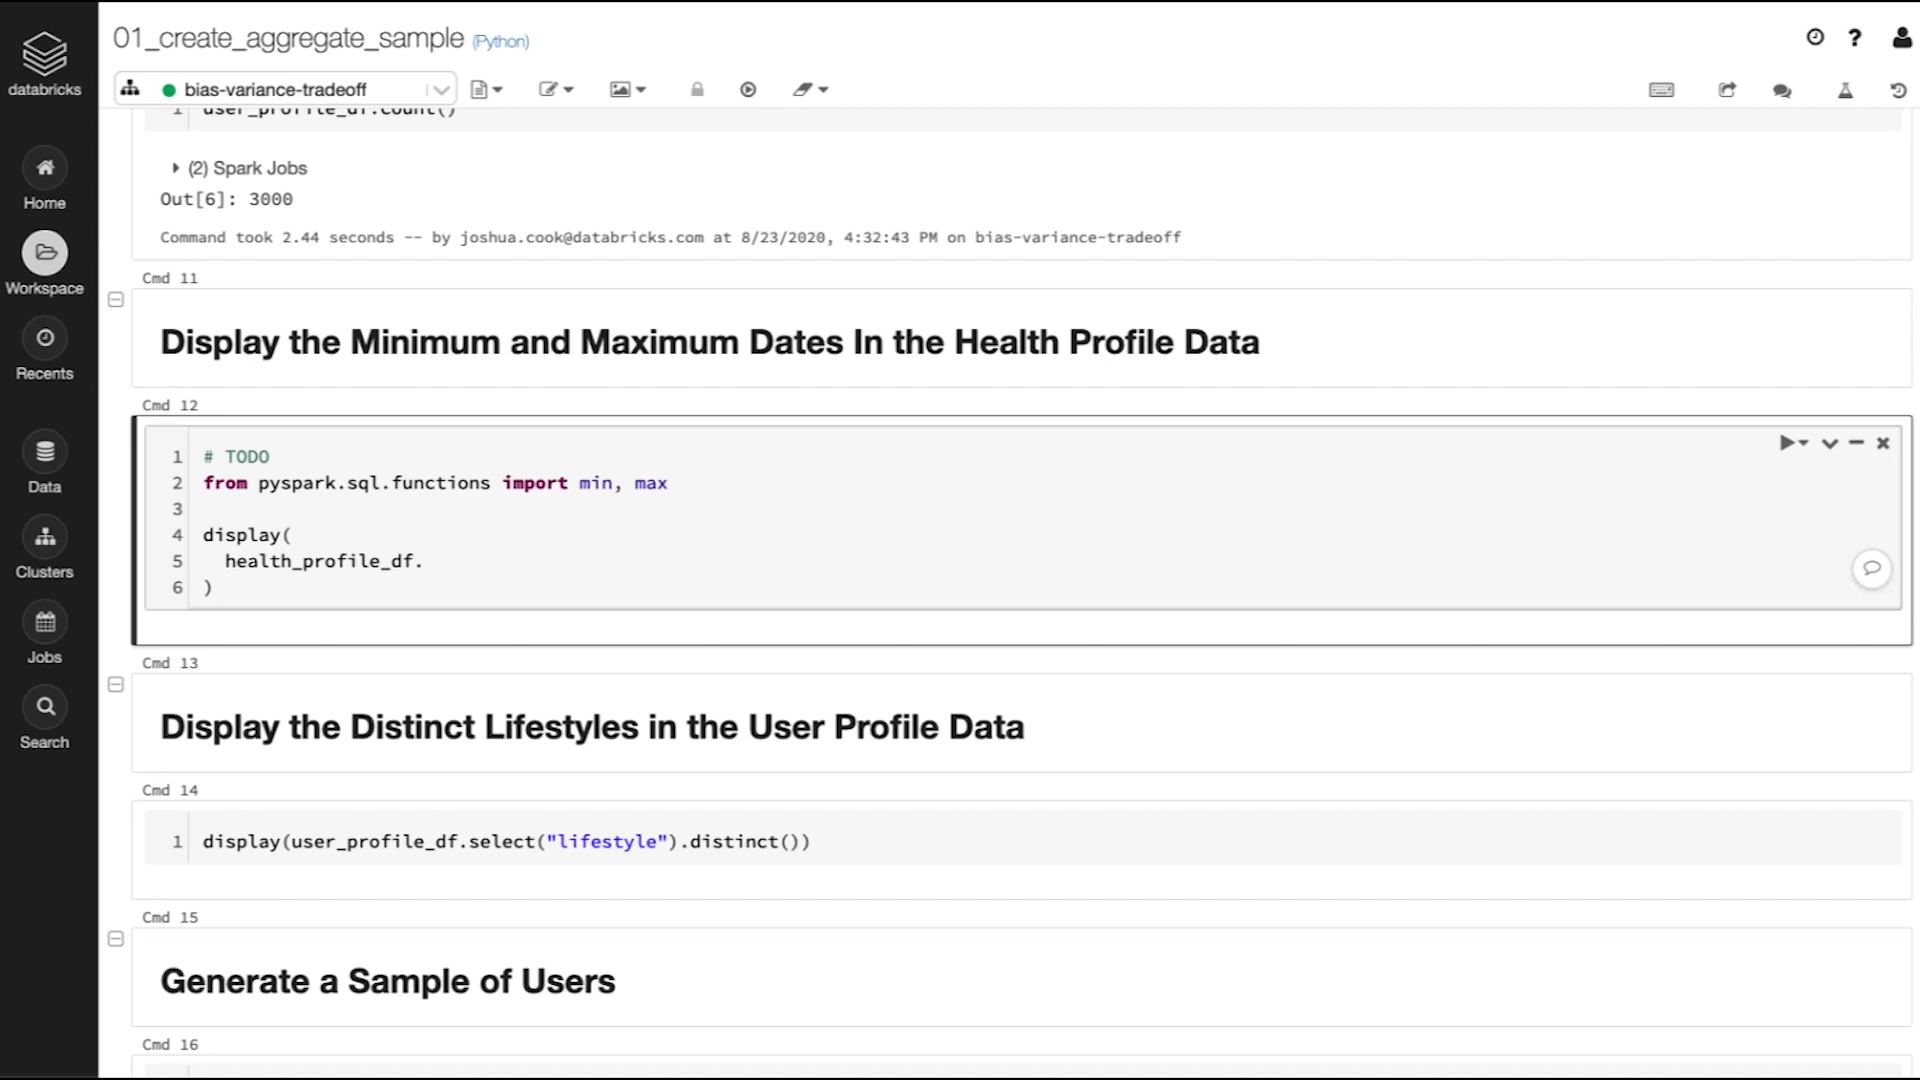 01_create_aggregate_sample (Python)
databricks
bias-variance-tradeoff
1 user_profile_df.count()
(2) Spark Jobs
Out[6]: 3000
Command took 2.44 seconds -- by joshua.cook@databricks.com at 8/23/2020, 4:32:43 PM on bias-variance-tradeoff
Home
Workspace
Recents
Data
Clusters
Jobs
Search
Cmd 11
Display the Minimum and Maximum Dates In the Health Profile Data
Cmd 12
1 # TODO
2 from pyspark.sql.functions import min, max
3
4 display(
5   health_profile_df.
6 )
Cmd 13
Display the Distinct Lifestyles in the User Profile Data
Cmd 14
1 display(user_profile_df.select("lifestyle").distinct())
Cmd 15
Generate a Sample of Users
Cmd 16